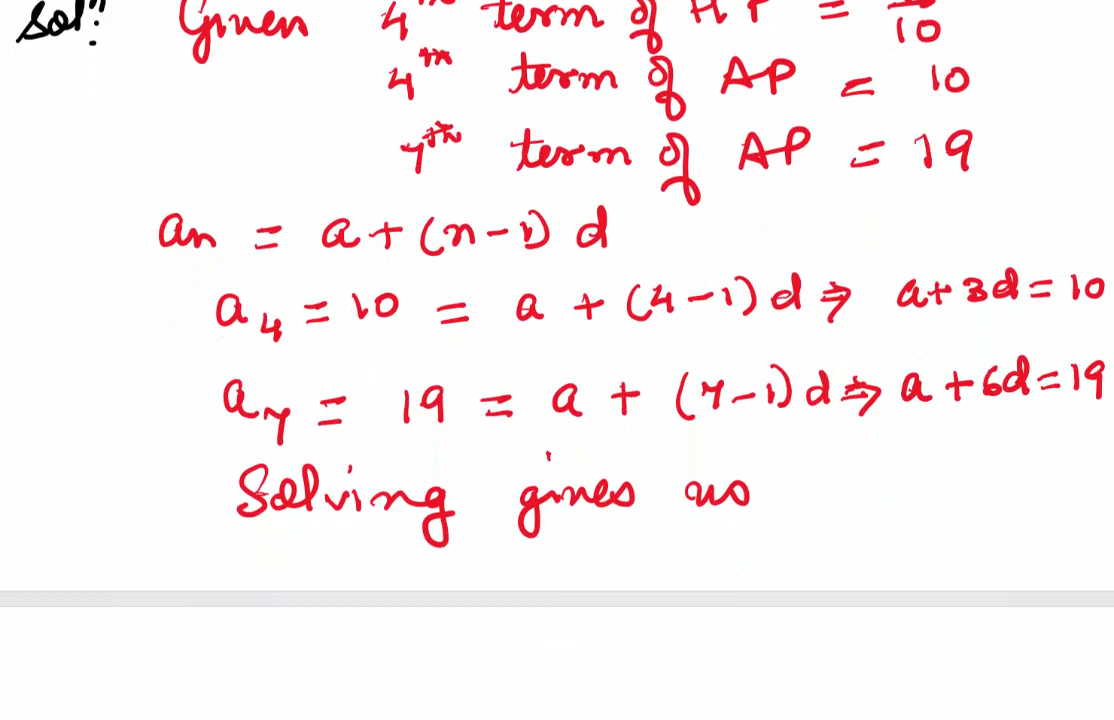 Sol? Given 4th term of HP = 10
4th term of AP = 10
7th term of AP = 19
an = a + (n-1) d
a4 = 10 = a + (4-1) d ⇒ a+3d = 10
a7 = 19 = a + (7-1) d ⇒ a + 6d = 19
Solving gives us